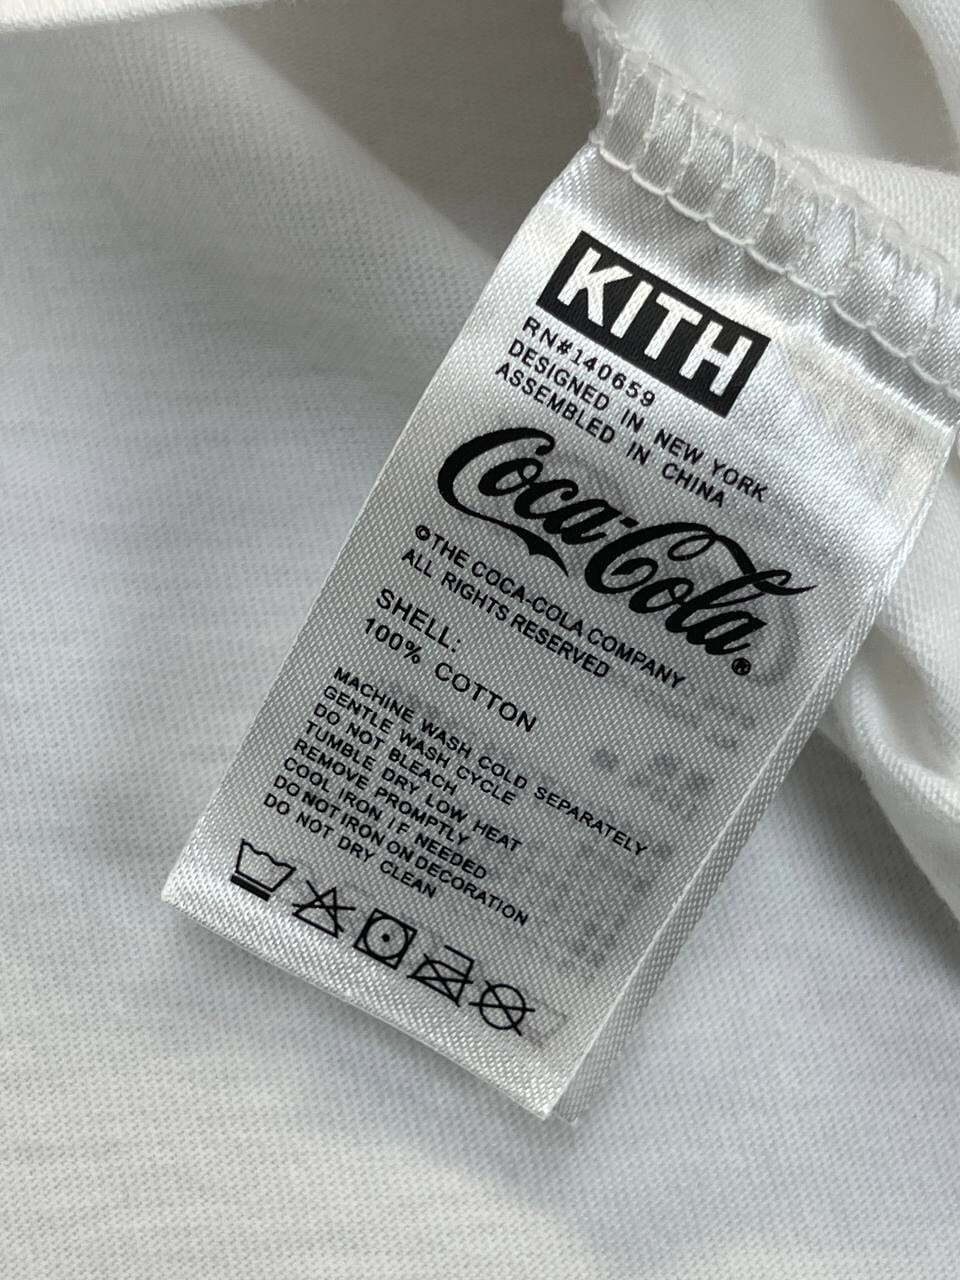 KITH
RN#140659
DESIGNED IN NEW YORK
ASSEMBLED IN CHINA
Coca-Cola®
©THE COCA-COLA COMPANY
ALL RIGHTS RESERVED
SHELL:
100% COTTON
MACHINE WASH COLD SEPARATELY
GENTLE WASH CYCLE
DO NOT BLEACH
TUMBLE DRY LOW HEAT
REMOVE PROMPTLY
COOL IRON IF NEEDED
DO NOT IRON ON DECORATION
DO NOT DRY CLEAN